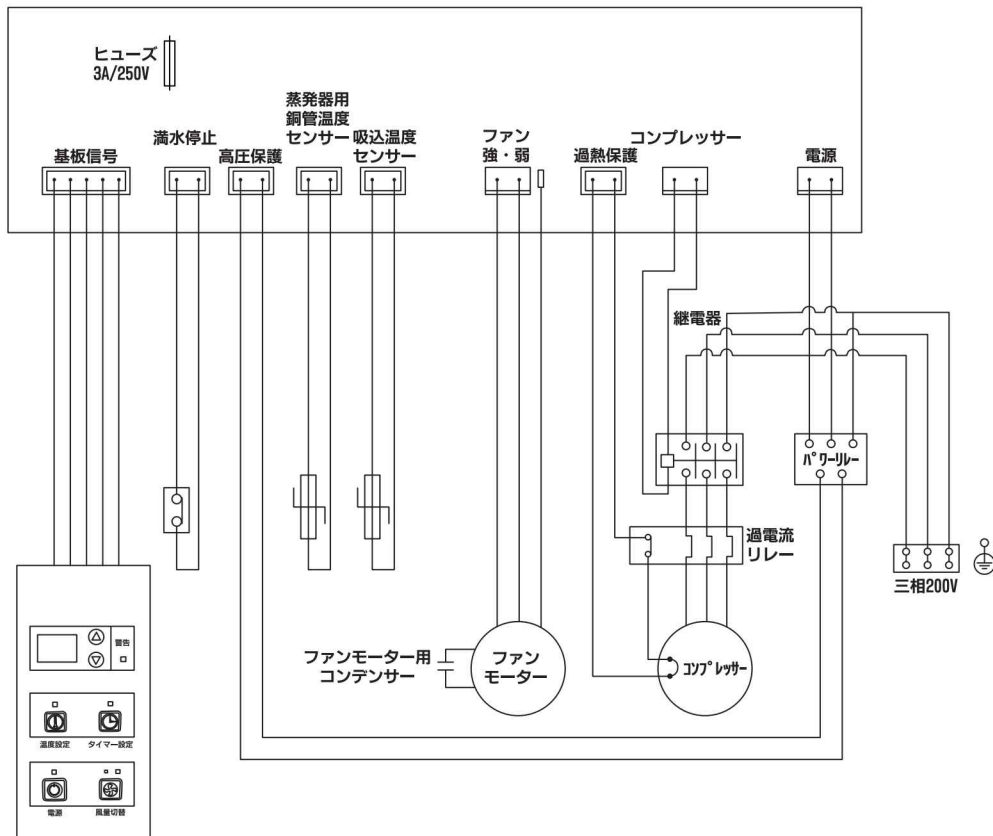 ヒューズ
3A/250V
蒸発器用
銅管温度
センサー
満水停止
吸込温度
センサー
ファン
強・弱
コンプレッサー
基板信号
高圧保護
過熱保護
電源
継電器
パワーリレー
過電流
リレー
三相200V
ファンモーター用
コンデンサー
ファン
モーター
コンプレッサー
警告
温度設定
タイマー設定
電源
風量切替